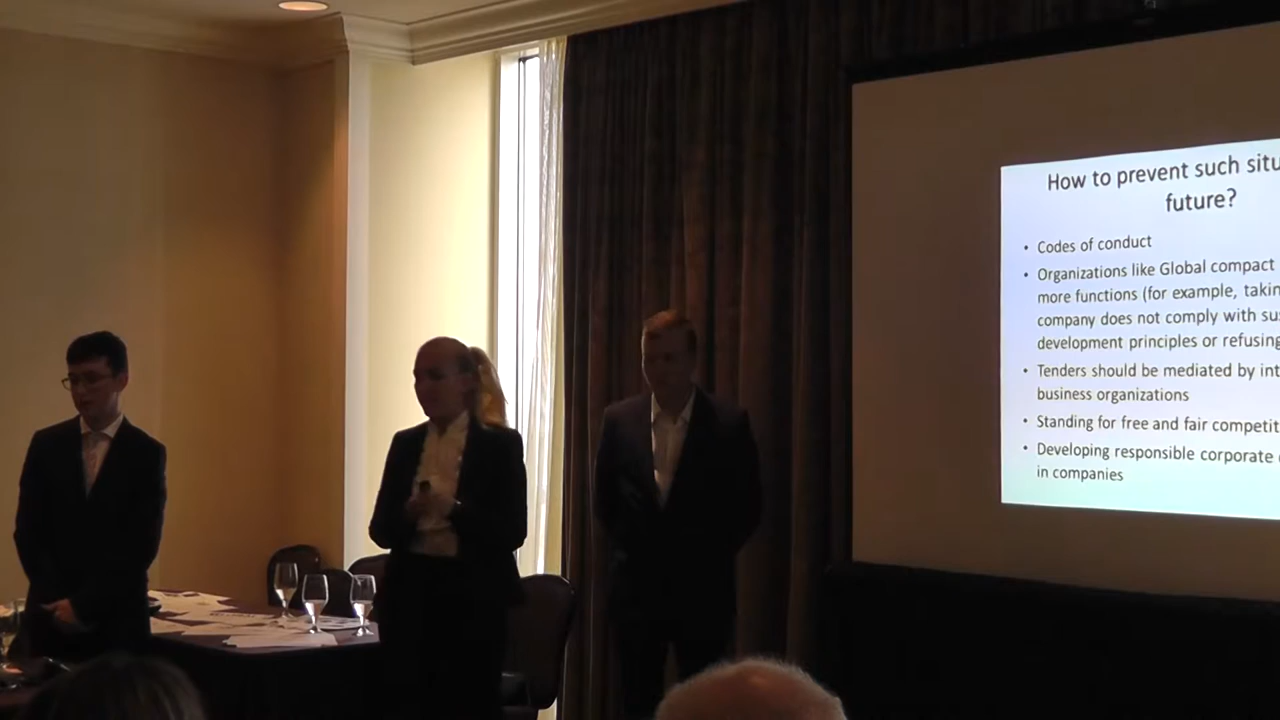 How to prevent such situ
future?
• Codes of conduct
• Organizations like Global compact
more functions (for example, takin
company does not comply with su
development principles or refusing
• Tenders should be mediated by int
business organizations
• Standing for free and fair competit
• Developing responsible corporate
in companies